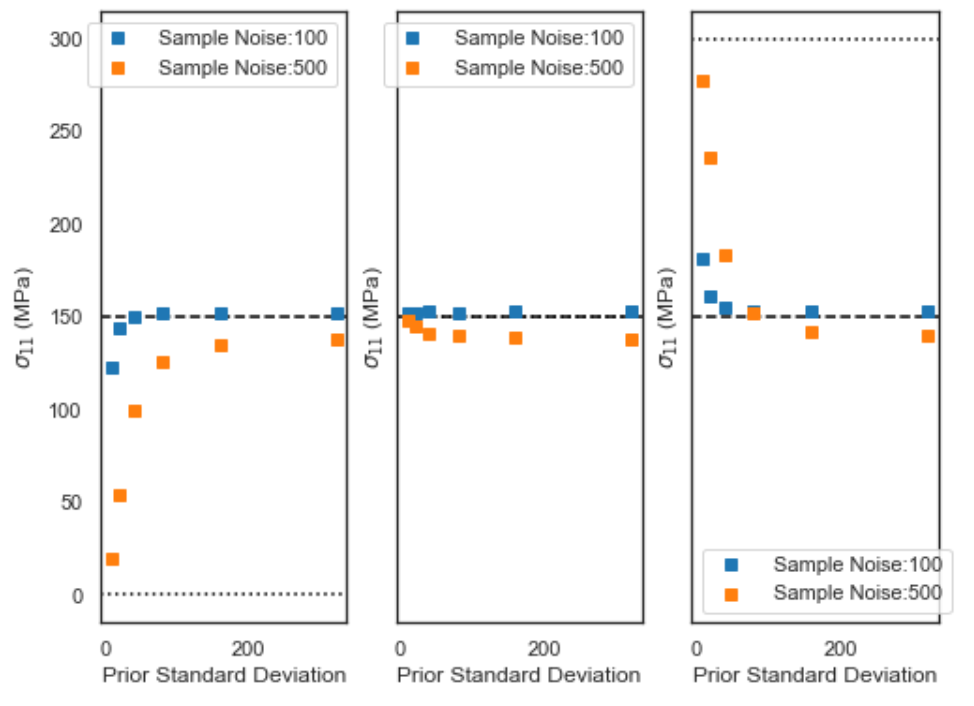 Sample Noise:100
Sample Noise:500
300
250
200
150
100
50
0
σ11 (MPa)
0 200
Prior Standard Deviation
Sample Noise:100
Sample Noise:500
σ11 (MPa)
0 200
Prior Standard Deviation
σ11 (MPa)
Sample Noise:100
Sample Noise:500
0 200
Prior Standard Deviation